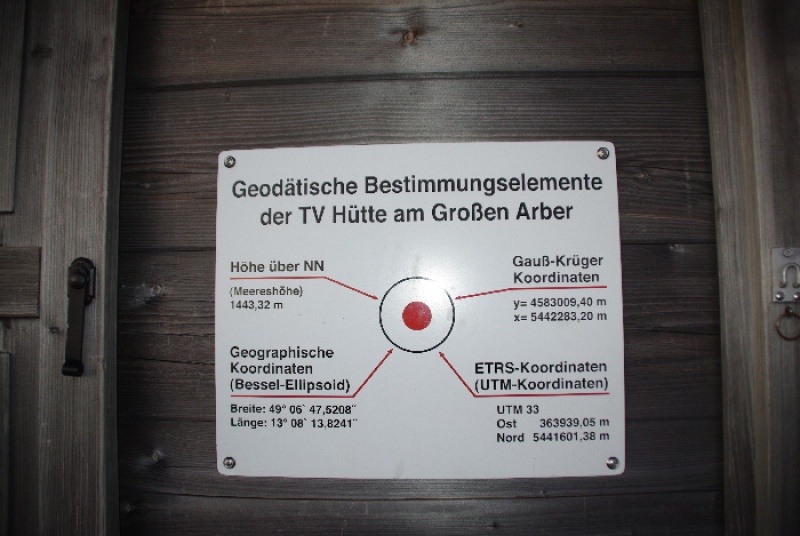 Geodätische Bestimmungselemente
der TV Hütte am Großen Arber
Höhe über NN
(Meereshöhe)
1443,32 m
Gauß-Krüger
Koordinaten
y= 4583009,40 m
x= 5442283,20 m
Geographische
Koordinaten
(Bessel-Ellipsoid)
Breite: 49° 06` 47,5208¨
Länge: 13° 08` 13,8241¨
ETRS-Koordinaten
(UTM-Koordinaten)
UTM 33
Ost 363939,05 m
Nord 5441601,38 m